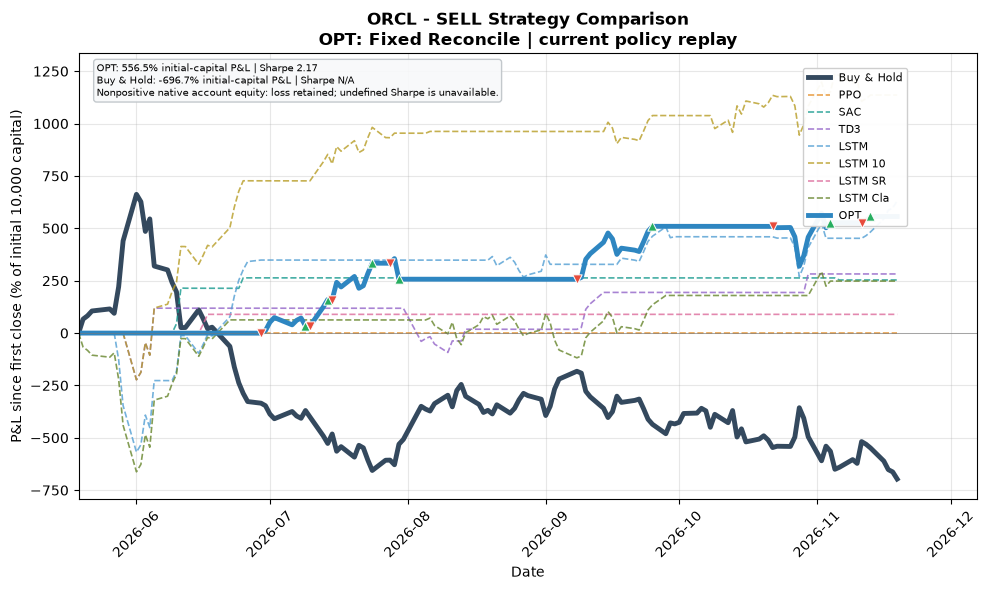 ORCL - SELL Strategy Comparison
OPT: Fixed Reconcile | current policy replay
OPT: 556.5% initial-capital P&L | Sharpe 2.17
Buy & Hold: -696.7% initial-capital P&L | Sharpe N/A
Nonpositive native account equity: loss retained; undefined Sharpe is unavailable.
Buy & Hold
PPO
SAC
TD3
LSTM
LSTM 10
LSTM SR
LSTM Cla
OPT
P&L since first close (% of initial 10,000 capital)
1250
1000
750
500
250
0
−250
−500
−750
2026-06
2026-07
2026-08
2026-09
2026-10
2026-11
2026-12
Date